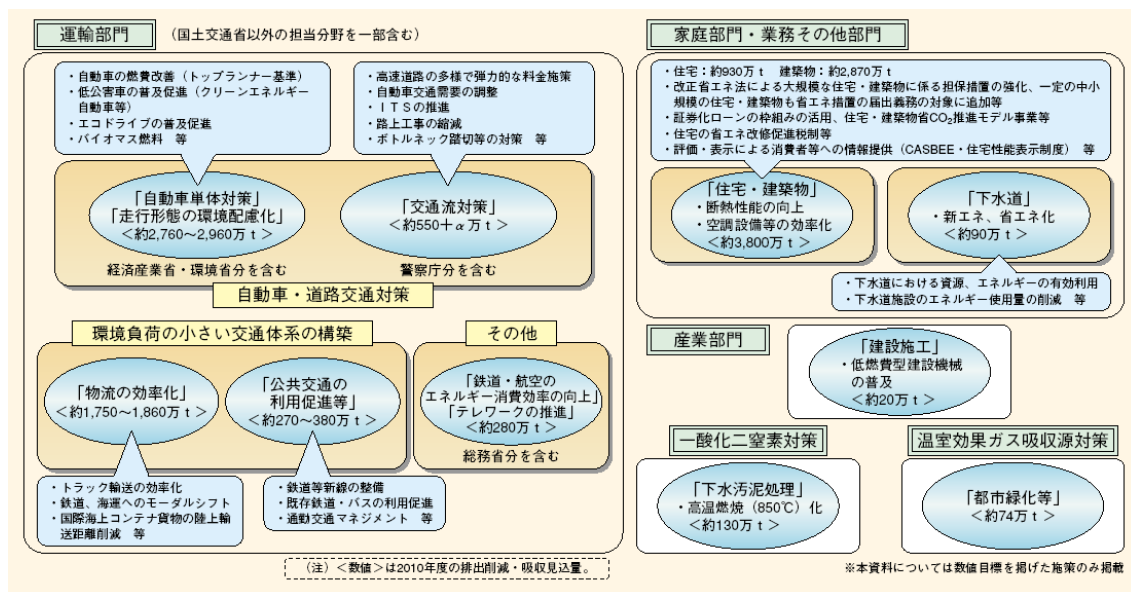 運輸部門
（国土交通省以外の担当分野を一部含む）
・自動車の燃費改善（トップランナー基準）
・低公害車の普及促進（クリーンエネルギー
自動車等）
・エコドライブの普及促進
・バイオマス燃料　等
・高速道路の多様で弾力的な料金施策
・自動車交通需要の調整
・ＩＴＳの推進
・路上工事の縮減
・ボトルネック踏切等の対策　等
「自動車単体対策」
「走行形態の環境配慮化」
＜約2,760〜2,960万ｔ＞
経済産業省・環境省分を含む
「交通流対策」
＜約550＋α万ｔ＞
警察庁分を含む
自動車・道路交通対策
環境負荷の小さい交通体系の構築
「物流の効率化」
＜約1,750〜1,860万ｔ＞
「公共交通の
利用促進等」
＜約270〜380万ｔ＞
・トラック輸送の効率化
・鉄道、海運へのモーダルシフト
・国際海上コンテナ貨物の陸上輸
送距離削減　等
・鉄道等新線の整備
・既存鉄道・バスの利用促進
・通勤交通マネジメント　等
その他
「鉄道・航空の
エネルギー消費効率の向上」
「テレワークの推進」
＜約280万ｔ＞
総務省分を含む
（注）＜数値＞は2010年度の排出削減・吸収見込量。
家庭部門・業務その他部門
・住宅：約930万ｔ　建築物：約2,870万ｔ
・改正省エネ法による大規模な住宅・建築物に係る担保措置の強化、一定の中小
規模の住宅・建築物も省エネ措置の届出義務の対象に追加等
・証券化ローンの枠組みの活用、住宅・建築物省CO₂推進モデル事業等
・住宅の省エネ改修促進税制等
・評価・表示による消費者等への情報提供（CASBEE・住宅性能表示制度）　等
「住宅・建築物」
・断熱性能の向上
・空調設備等の効率化
＜約3,800万ｔ＞
「下水道」
・新エネ、省エネ化
＜約90万ｔ＞
・下水道における資源、エネルギーの有効利用
・下水道施設のエネルギー使用量の削減　等
産業部門
「建設施工」
・低燃費型建設機械
の普及
＜約20万ｔ＞
一酸化二窒素対策
「下水汚泥処理」
・高温燃焼（850℃）化
＜約130万ｔ＞
温室効果ガス吸収源対策
「都市緑化等」
＜約74万ｔ＞
※本資料については数値目標を掲げた施策のみ掲載